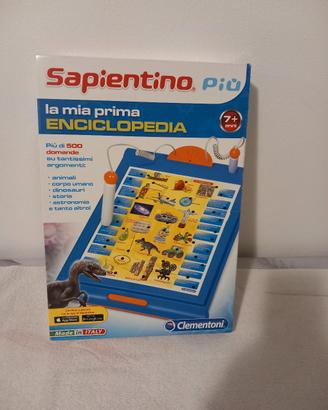 Sapientino più
la mia prima
ENCICLOPEDIA
7+
anni
Più di 500
domande
su tantissimi
argomenti:
• animali
• corpo umano
• dinosauri
• storia
• astronomia
e tanto altro!
Made in ITALY
Clementoni